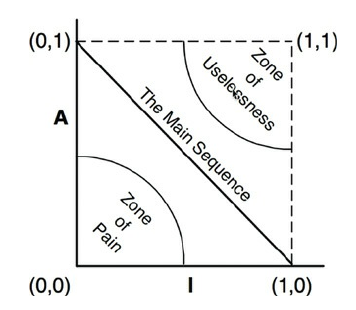 (0,1)
(1,1)
Zone
of
Uselessness
A
The Main Sequence
Zone
of
Pain
(0,0)
I
(1,0)